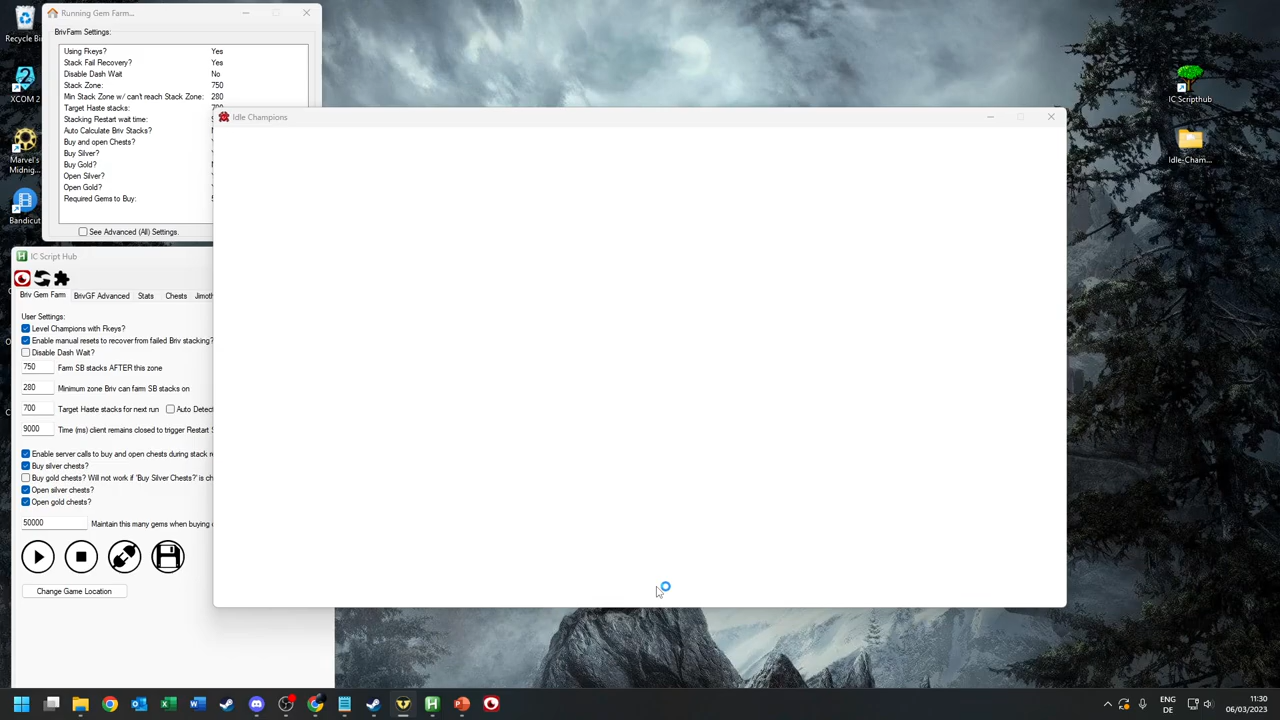 Recycle Bi
XCOM 2
Marvel's
Midnig...
Bandicut
IC Scripthub
Idle-Cham...
Running Gem Farm...
BrivFarm Settings:
Using Fkeys? Yes
Stack Fail Recovery? Yes
Disable Dash Wait No
Stack Zone: 750
Min Stack Zone w/ can't reach Stack Zone: 280
Target Haste stacks:
Stacking Restart wait time:
Auto Calculate Briv Stacks?
Buy and open Chests?
Buy Silver?
Buy Gold?
Open Silver?
Open Gold?
Required Gems to Buy:
See Advanced (All) Settings.
Idle Champions
IC Script Hub
Briv Gem Farm BrivGF Advanced Stats Chests Jimoth
User Settings:
Level Champions with Fkeys?
Enable manual resets to recover from failed Briv stacking?
Disable Dash Wait?
750 Farm SB stacks AFTER this zone
280 Minimum zone Briv can farm SB stacks on
700 Target Haste stacks for next run Auto Detect
9000 Time (ms) client remains closed to trigger Restart S
Enable server calls to buy and open chests during stack re
Buy silver chests?
Buy gold chests? Will not work if 'Buy Silver Chests?' is ch
Open silver chests?
Open gold chests?
50000 Maintain this many gems when buying
Change Game Location
ENG
DE
11:30
06/03/2023